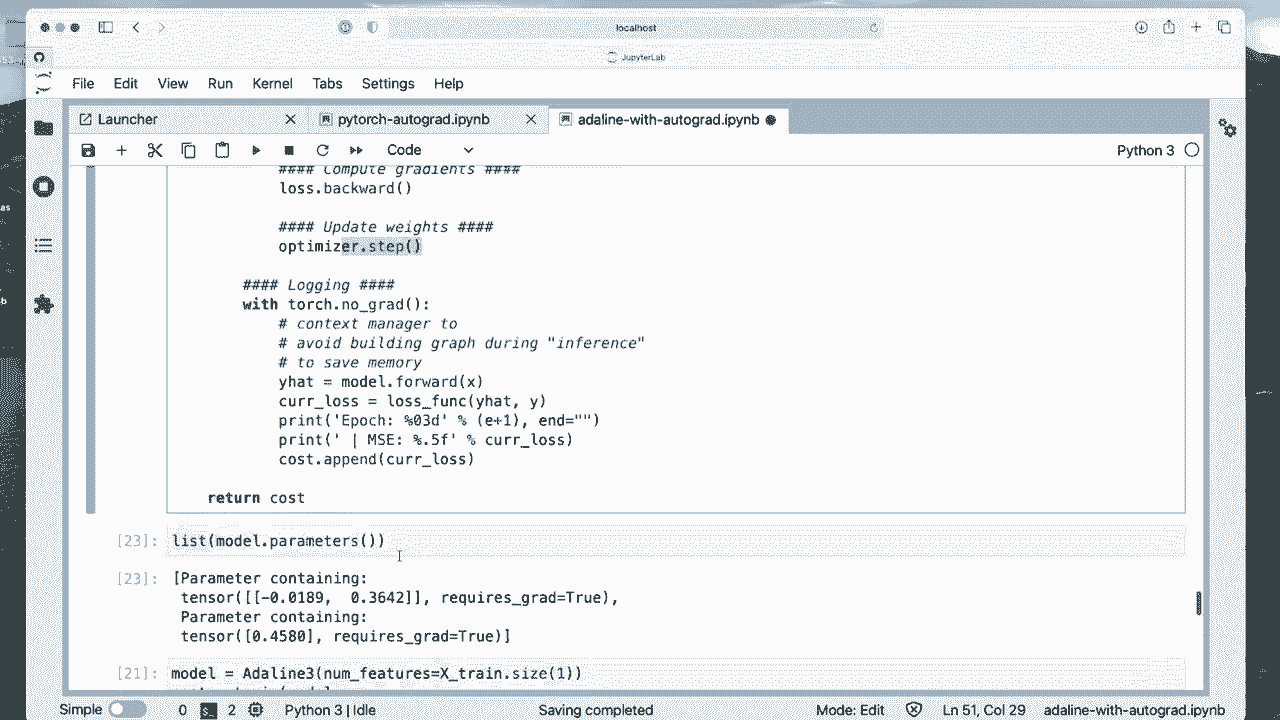 localhost
JupyterLab
File Edit View Run Kernel Tabs Settings Help
Launcher pytorch-autograd.ipynb adaline-with-autograd.ipynb
Code Python 3
#### Compute gradients ####
loss.backward()
#### Update weights ####
optimizer.step()
#### Logging ####
with torch.no_grad():
# context manager to
# avoid building graph during "inference"
# to save memory
yhat = model.forward(x)
curr_loss = loss_func(yhat, y)
print('Epoch: %03d' % (e+1), end="")
print(' | MSE: %.5f' % curr_loss)
cost.append(curr_loss)
return cost
[23]: list(model.parameters())
[23]: [Parameter containing:
tensor([[-0.0189, 0.3642]], requires_grad=True),
Parameter containing:
tensor([0.4580], requires_grad=True)]
[21]: model = Adaline3(num_features=X_train.size(1))
Simple 0 2 Python 3 | Idle Saving completed Mode: Edit Ln 51, Col 29 adaline-with-autograd.ipynb